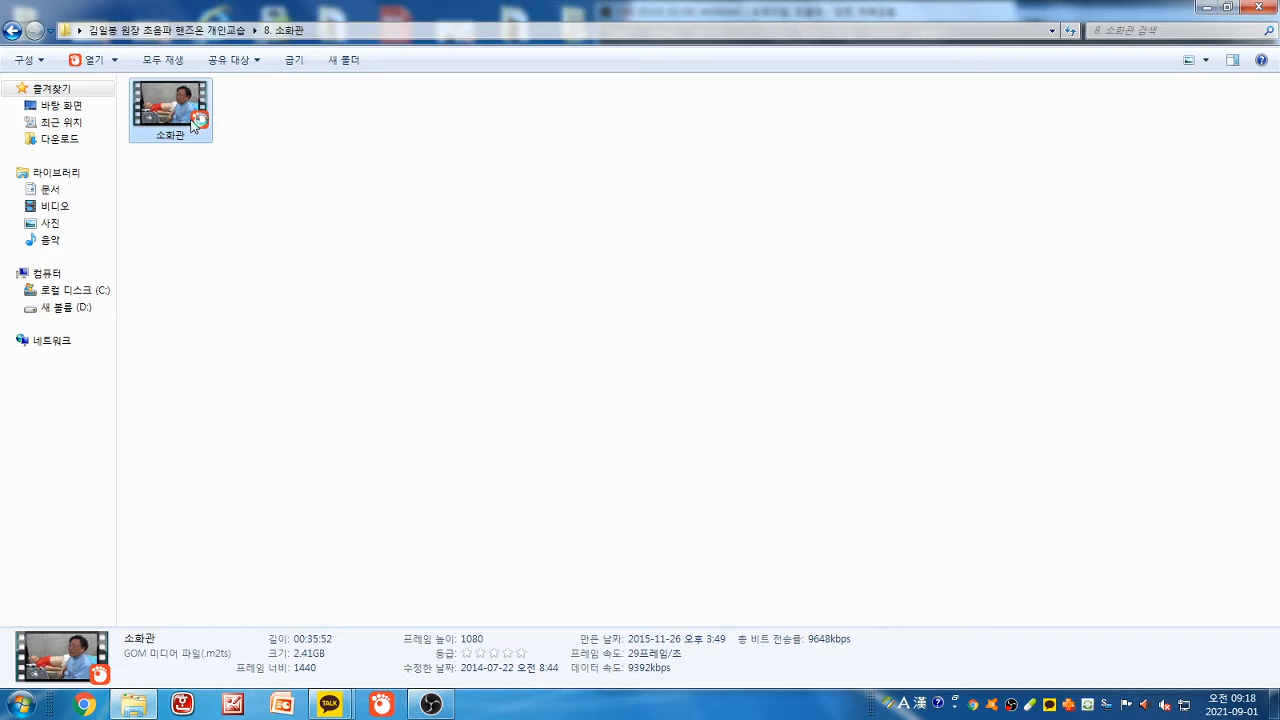 김일봉 원장 초음파 핸즈온 개인교습 ▸ 8. 소화관
8. 소화관 검색
구성 열기 모두 재생 공유 대상 굽기 새 폴더
즐겨찾기
바탕 화면
최근 위치
다운로드
라이브러리
문서
비디오
사진
음악
컴퓨터
로컬 디스크 (C:)
새 볼륨 (D:)
네트워크
소화관
소화관
GOM 미디어 파일(.m2ts)
길이: 00:35:52
크기: 2.41GB
프레임 너비: 1440
프레임 높이: 1080
등급:
수정한 날짜: 2014-07-22 오전 8:44
만든 날짜: 2015-11-26 오후 3:49
프레임 속도: 29프레임/초
데이터 속도: 9392kbps
총 비트 전송률: 9648kbps
TALK
A 漢
오전 09:18
2021-09-01